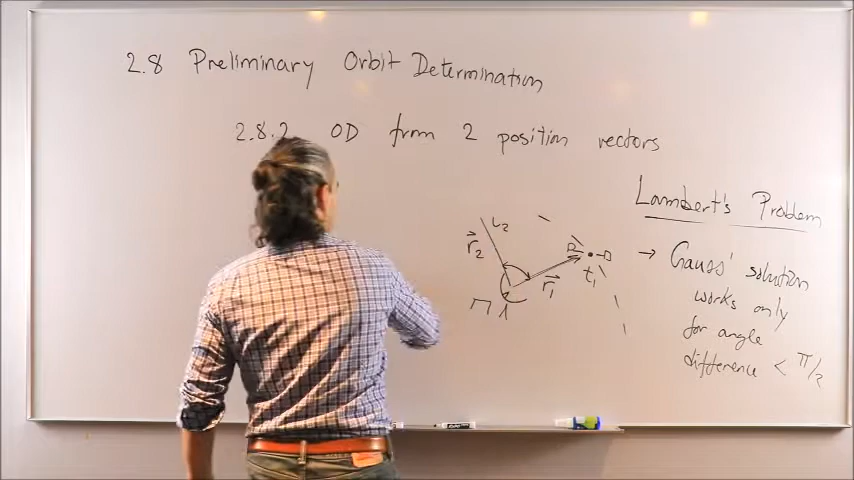 2.8 Preliminary Orbit Determination
2.8.2 OD from 2 position vectors
Lambert's Problem
→ Gauss' solution
works only
for angle
difference < π/2
t2
r⃗2
r⃗1
t1